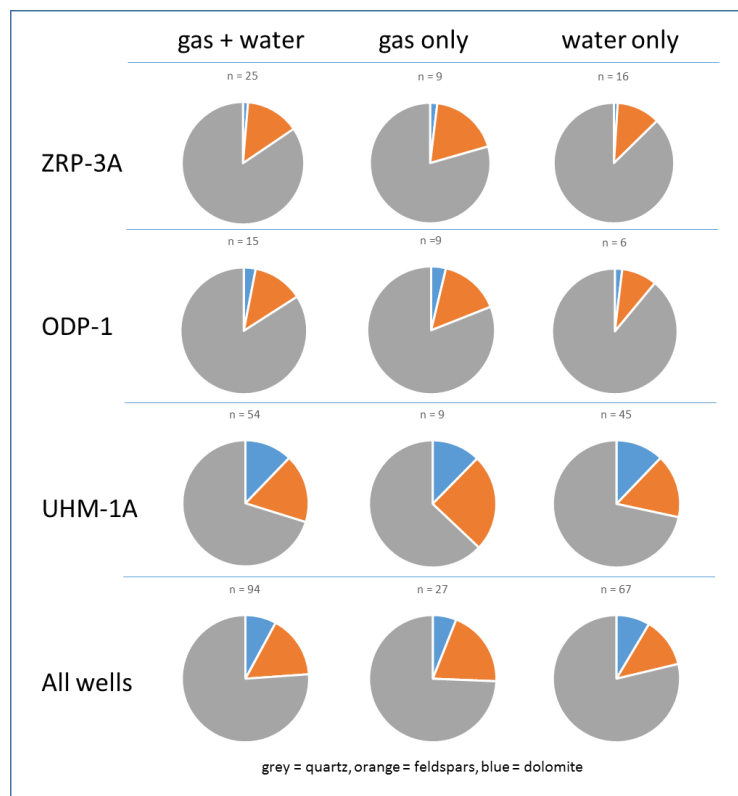 gas + water gas only water only
n = 25 n = 9 n = 16
ZRP-3A
n = 15 n =9 n = 6
ODP-1
n = 54 n = 9 n = 45
UHM-1A
n = 94 n = 27 n = 67
All wells
grey = quartz, orange = feldspars, blue = dolomite